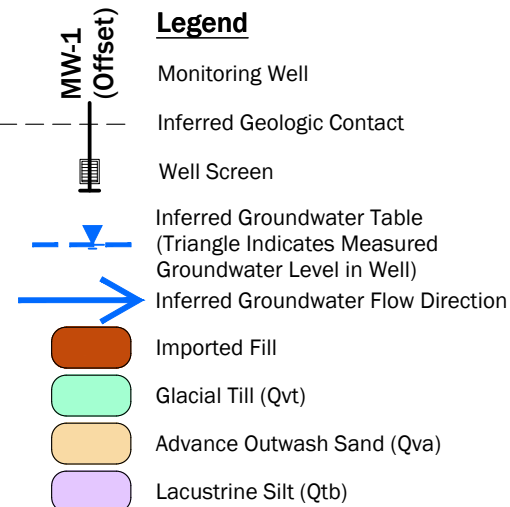 MW-1
(Offset)
Legend
Monitoring Well
Inferred Geologic Contact
Well Screen
Inferred Groundwater Table
(Triangle Indicates Measured
Groundwater Level in Well)
Inferred Groundwater Flow Direction
Imported Fill
Glacial Till (Qvt)
Advance Outwash Sand (Qva)
Lacustrine Silt (Qtb)